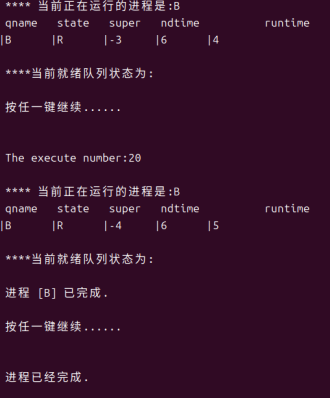 **** 当前正在运行的进程是:B
qname state super ndtime runtime
|B |R |-3 |6 |4
****当前就绪队列状态为:
按任一键继续......
The execute number:20
**** 当前正在运行的进程是:B
qname state super ndtime runtime
|B |R |-4 |6 |5
****当前就绪队列状态为:
进程 [B] 已完成.
按任一键继续......
进程已经完成.